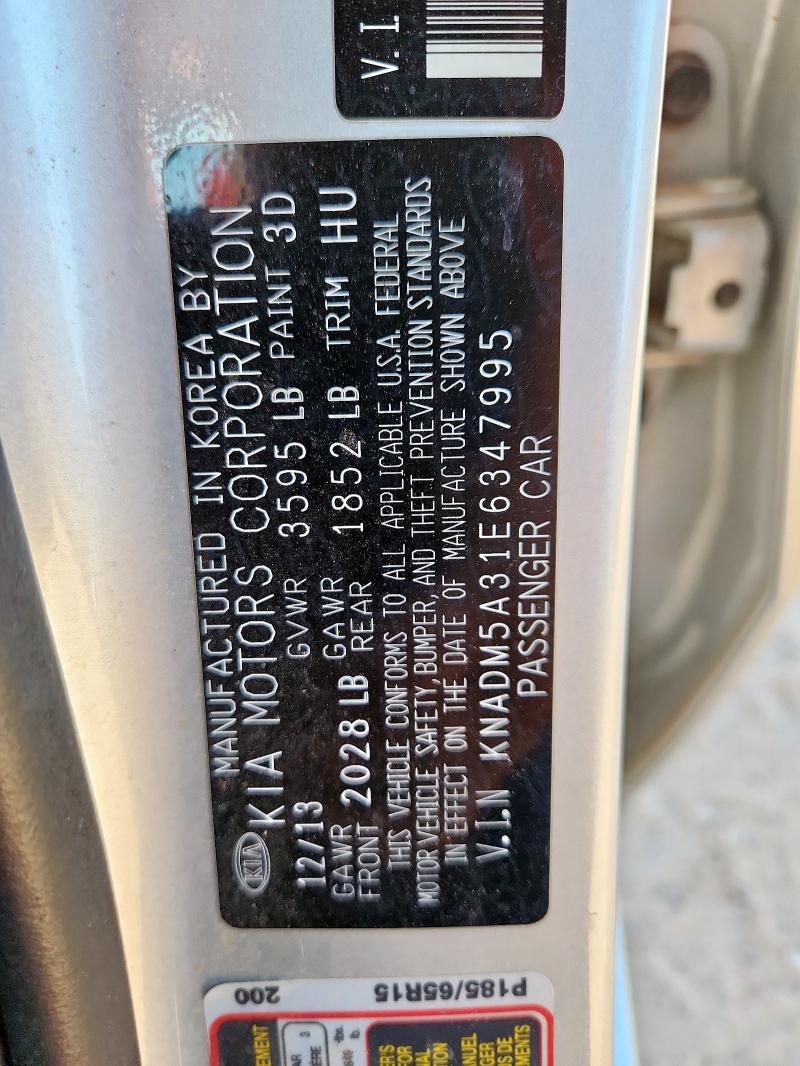 V. I.
KIA
MANUFACTURED IN KOREA BY
KIA MOTORS CORPORATION
12/13 GVWR 3595 LB PAINT 3D
GAWR FRONT 2028 LB GAWR REAR 1852 LB TRIM HU
THIS VEHICLE CONFORMS TO ALL APPLICABLE U.S.A. FEDERAL
MOTOR VEHICLE SAFETY, BUMPER, AND THEFT PREVENTION STANDARDS
IN EFFECT ON THE DATE OF MANUFACTURE SHOWN ABOVE
V.I.N KNADM5A31E6347995
PASSENGER CAR
200
P185/65R15